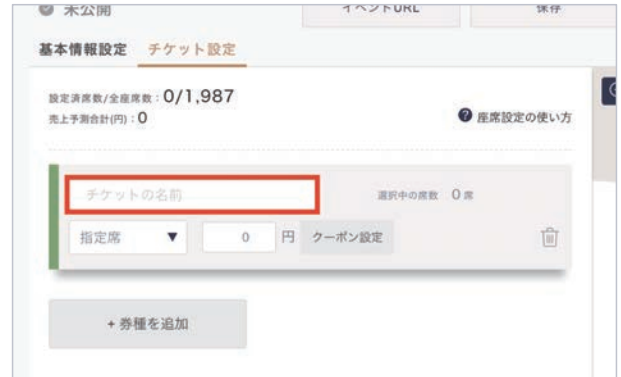 未公開
イベントURL
保存
基本情報設定 チケット設定
設定済席数/全座席数：0/1,987
売上予測合計(円)：0
? 座席設定の使い方
チケットの名前
選択中の席数 0 席
指定席 ▼ 0 円 クーポン設定
+ 券種を追加